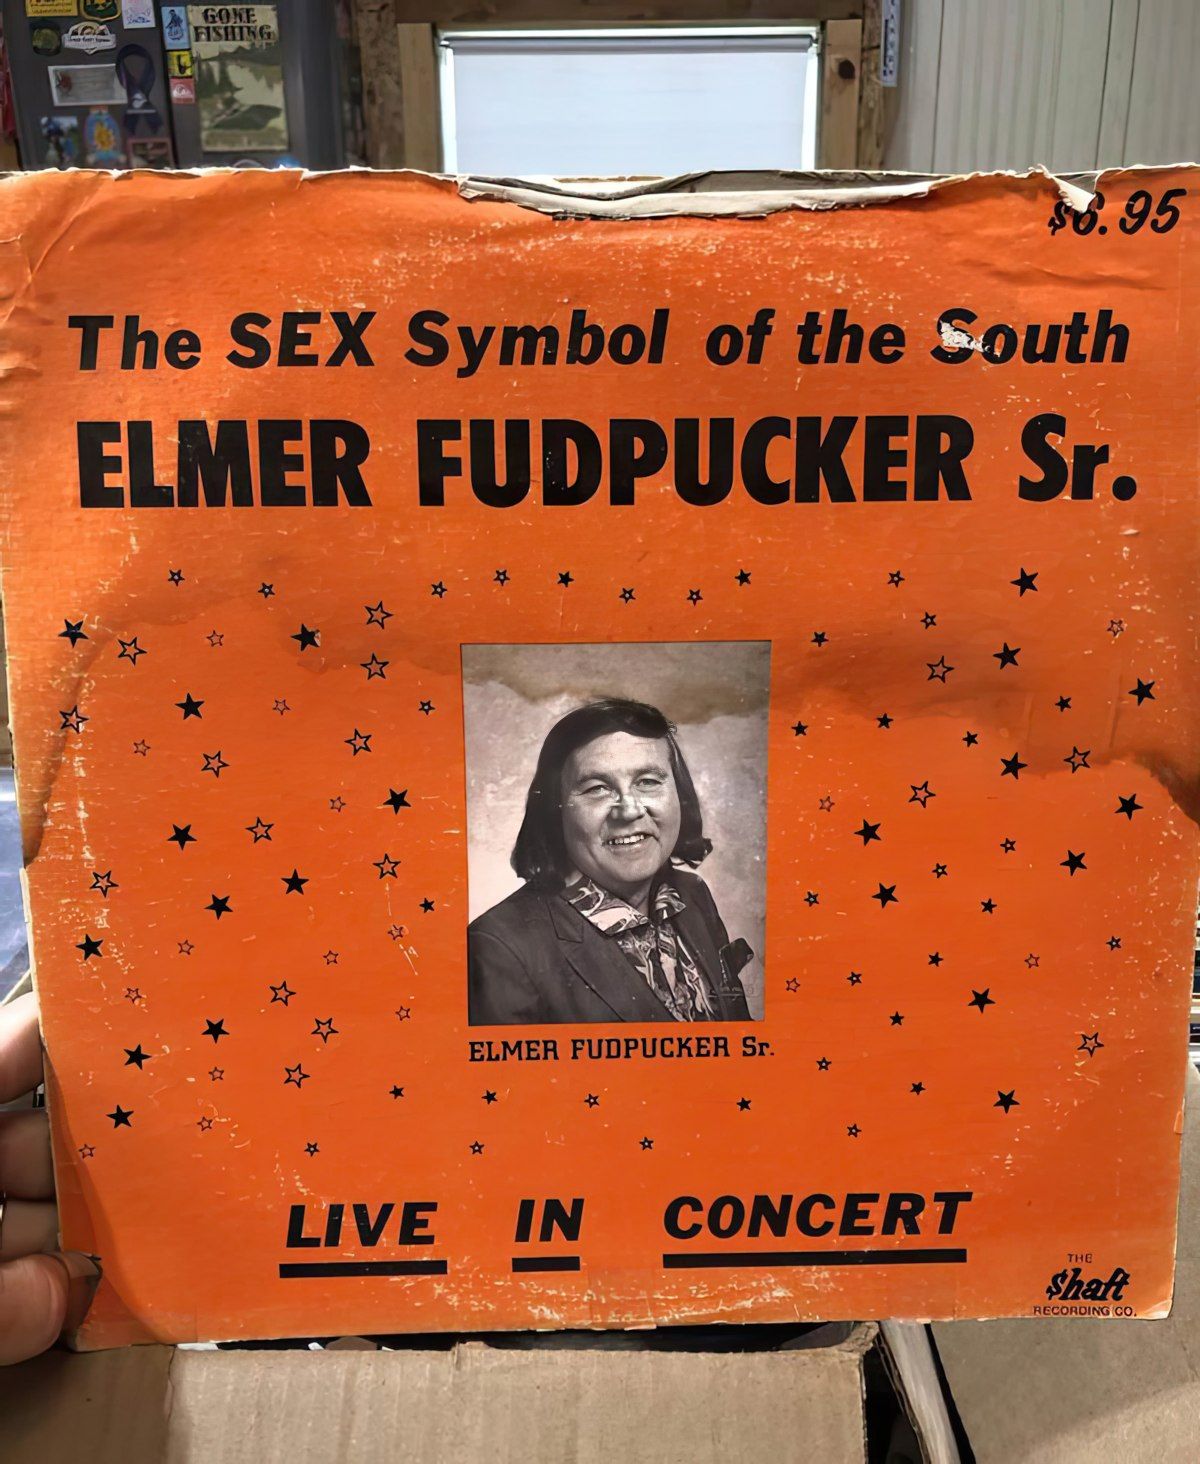 GONE
FISHING
$6.95
The SEX Symbol of the South
ELMER FUDPUCKER Sr.
ELMER FUDPUCKER Sr.
LIVE IN CONCERT
THE
$haft
RECORDING CO.